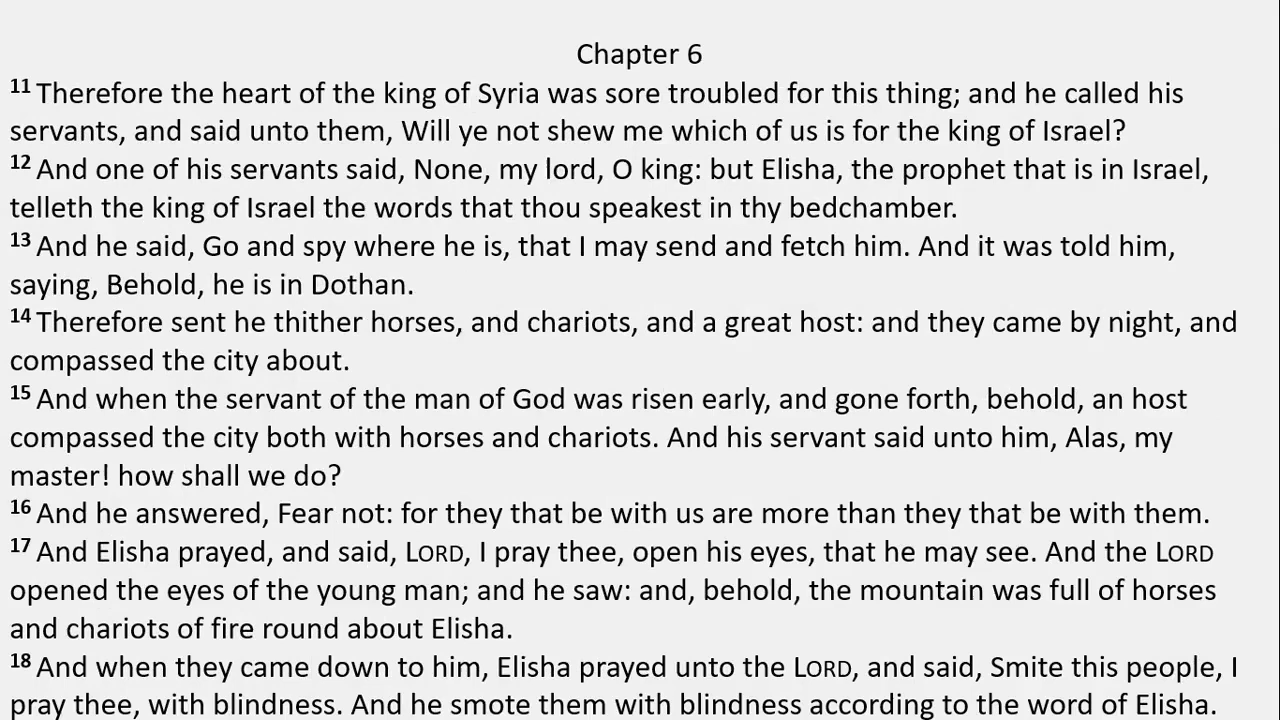 Chapter 6
11 Therefore the heart of the king of Syria was sore troubled for this thing; and he called his
servants, and said unto them, Will ye not shew me which of us is for the king of Israel?
12 And one of his servants said, None, my lord, O king: but Elisha, the prophet that is in Israel,
telleth the king of Israel the words that thou speakest in thy bedchamber.
13 And he said, Go and spy where he is, that I may send and fetch him. And it was told him,
saying, Behold, he is in Dothan.
14 Therefore sent he thither horses, and chariots, and a great host: and they came by night, and
compassed the city about.
15 And when the servant of the man of God was risen early, and gone forth, behold, an host
compassed the city both with horses and chariots. And his servant said unto him, Alas, my
master! how shall we do?
16 And he answered, Fear not: for they that be with us are more than they that be with them.
17 And Elisha prayed, and said, LORD, I pray thee, open his eyes, that he may see. And the LORD
opened the eyes of the young man; and he saw: and, behold, the mountain was full of horses
and chariots of fire round about Elisha.
18 And when they came down to him, Elisha prayed unto the LORD, and said, Smite this people, I
pray thee, with blindness. And he smote them with blindness according to the word of Elisha.